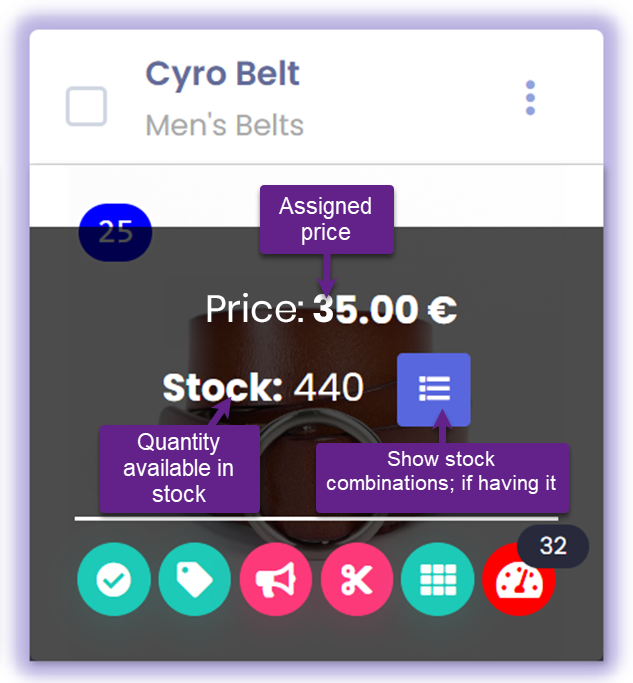 Cyro Belt
Men's Belts
25
Assigned
price
Price: 35.00 €
Stock: 440
Quantity
available in
stock
Show stock
combinations; if having it
32